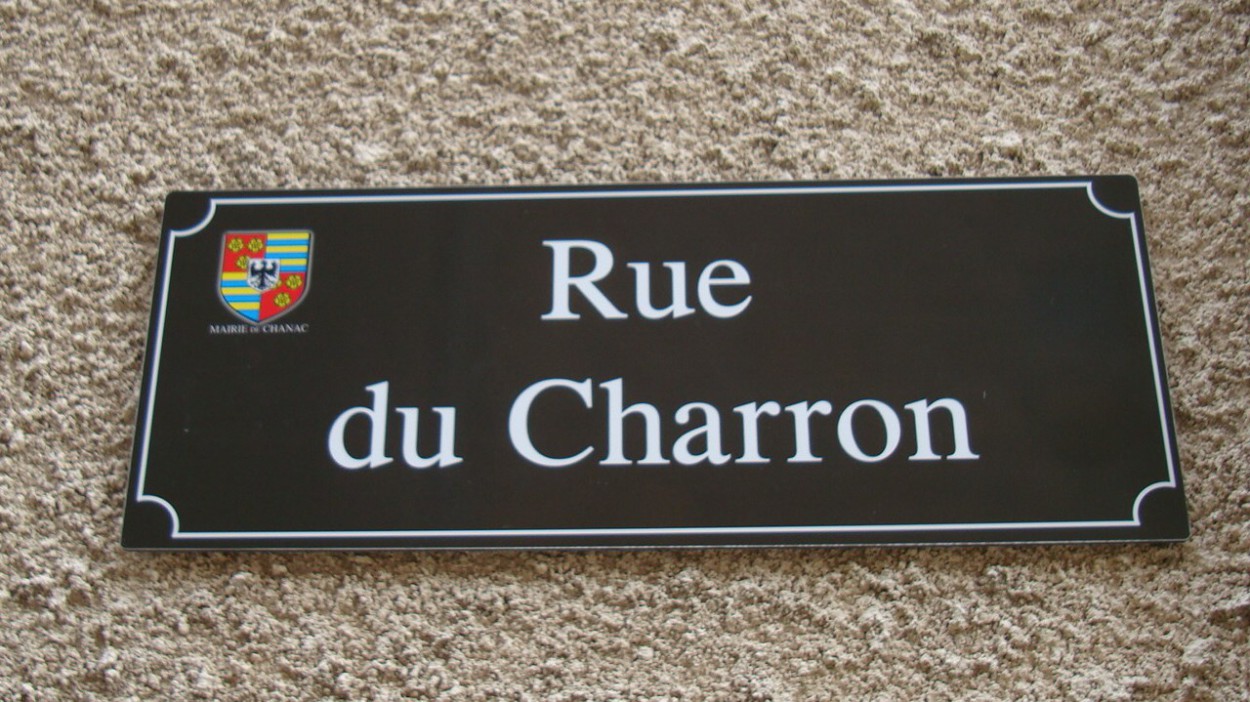 Rue
du Charron
MAIRIE DE CHANAC